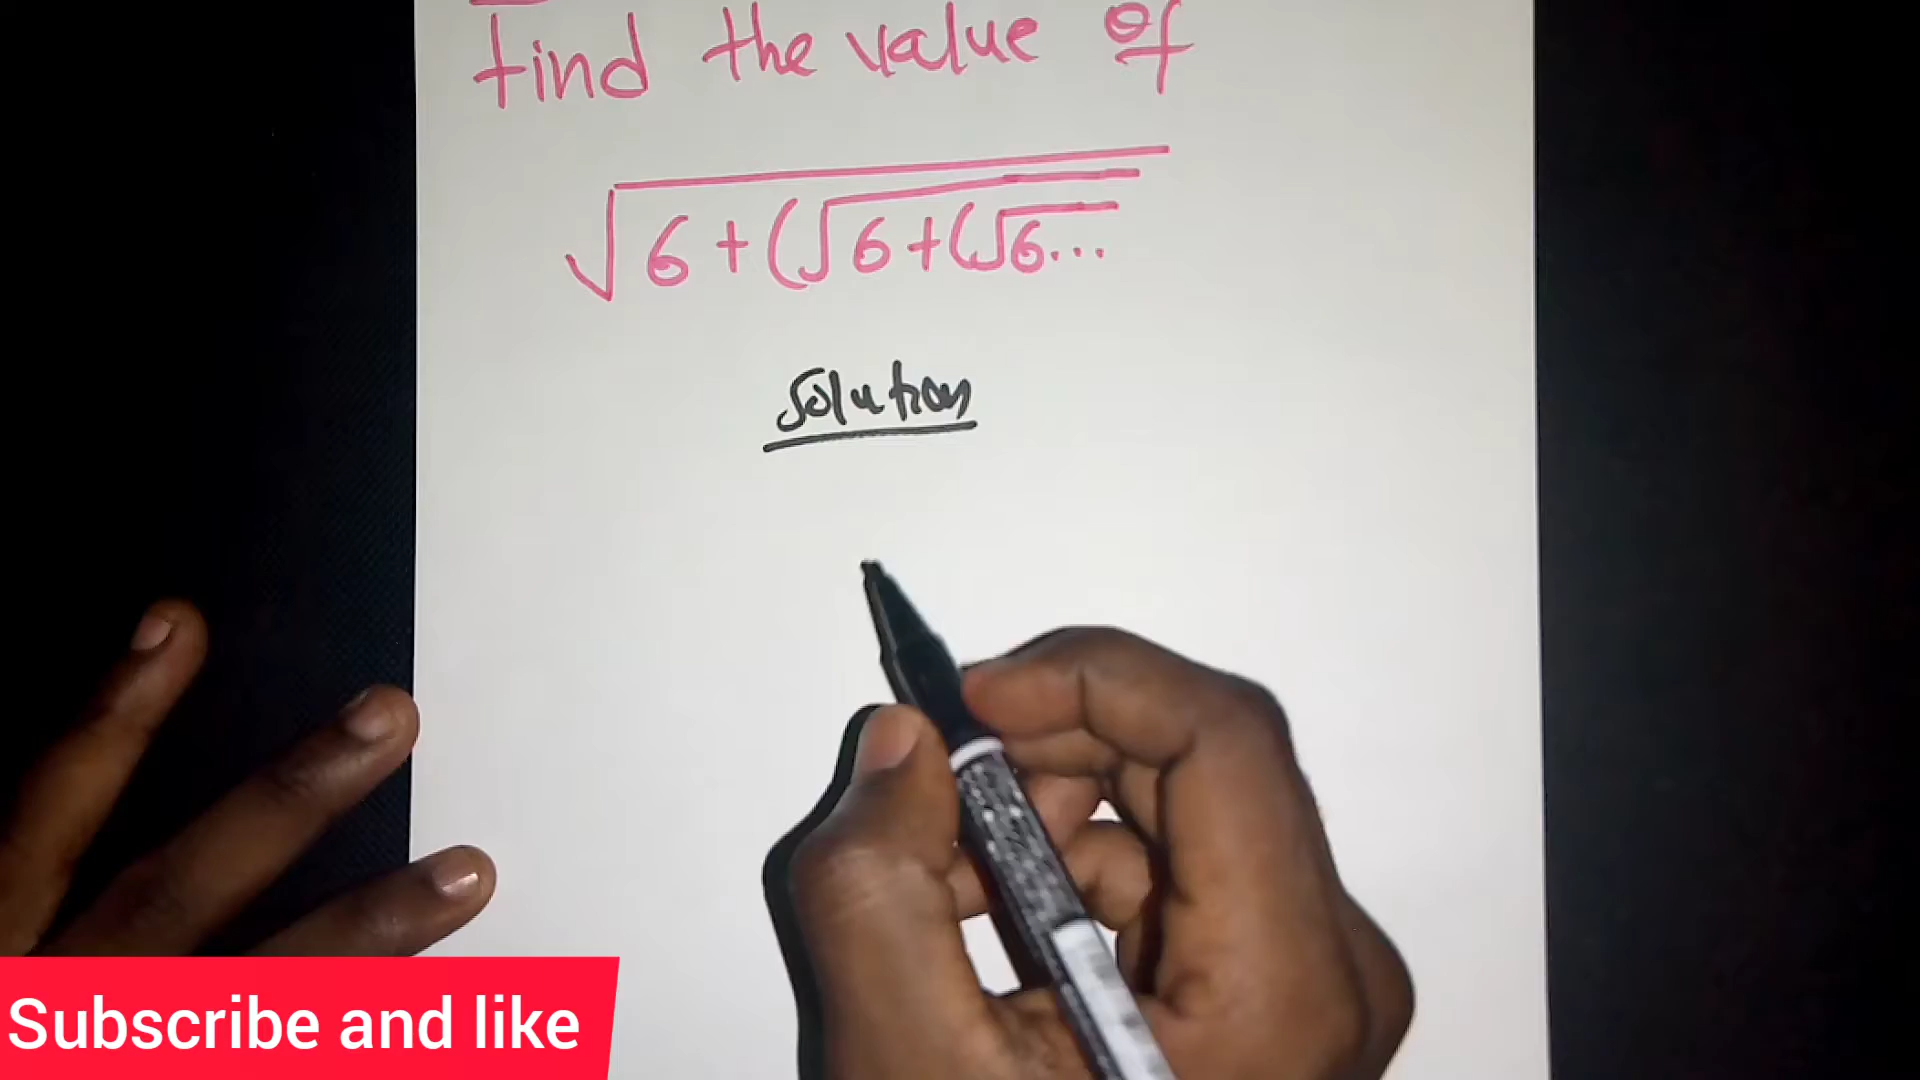 Find the value of
√6+(√6+(√6...
Solution
Subscribe and like